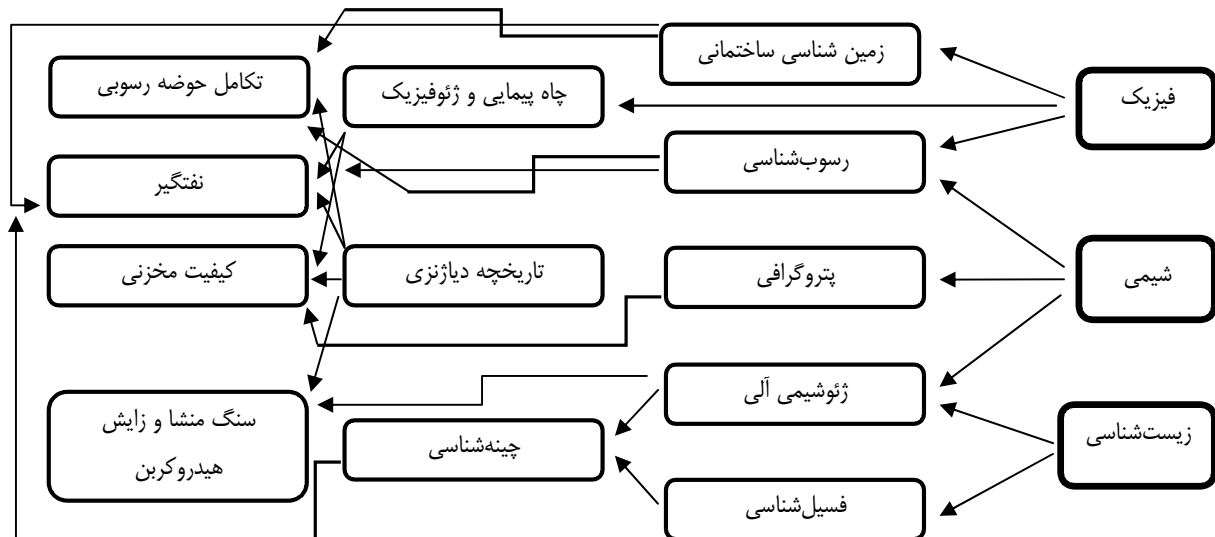 زمین شناسی ساختمانی
تکامل حوضه رسوبی
چاه پیمایی و ژئوفیزیک
فیزیک
رسوب‌شناسی
نفتگیر
کیفیت مخزنی
تاریخچه دیاژنزی
پتروگرافی
شیمی
ژئوشیمی آلی
سنگ منشا و زایش
هیدروکربن
چینه‌شناسی
زیست‌شناسی
فسیل‌شناسی